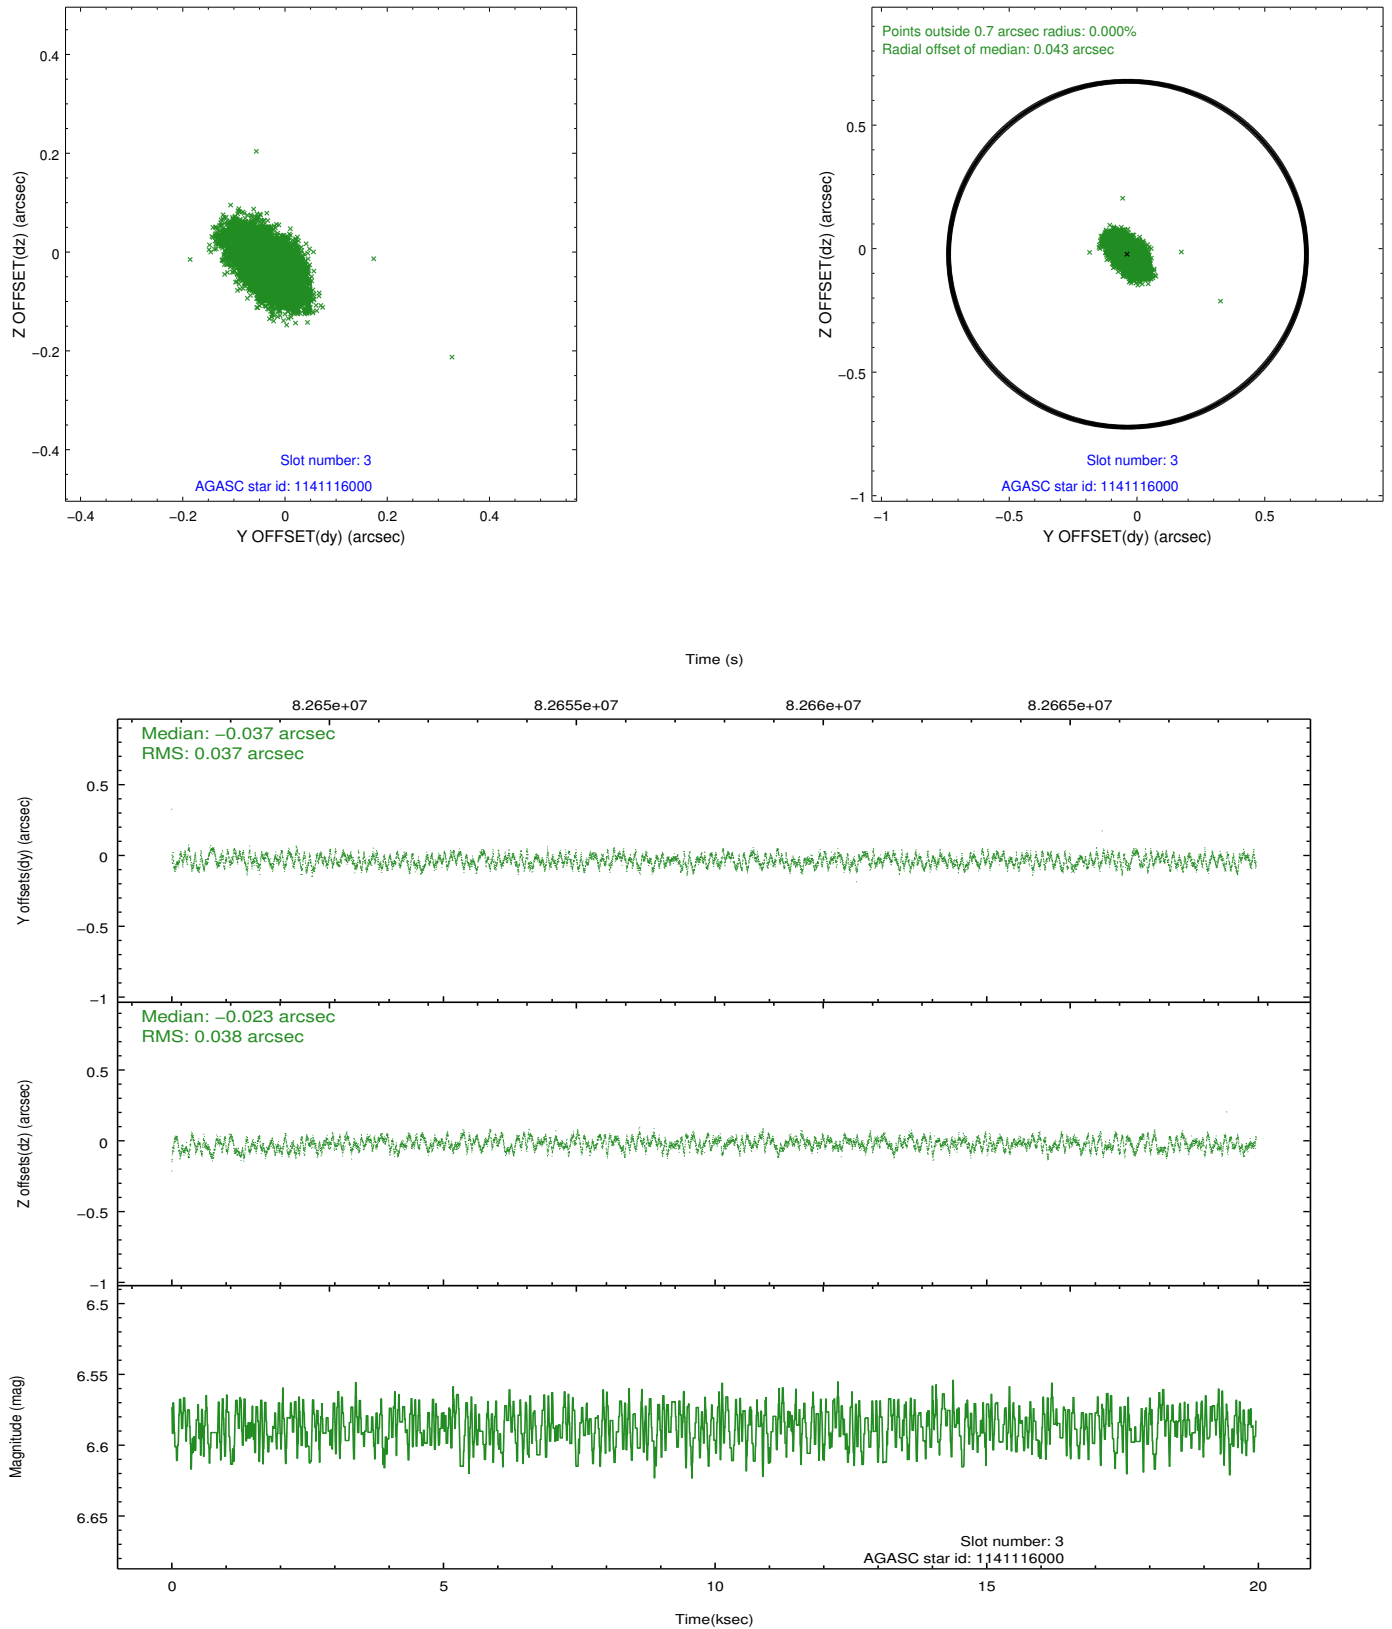 0.4
0.2
0
−0.2
−0.4
Z OFFSET(dz) (arcsec)
Slot number: 3
AGASC star id: 1141116000
−0.4
−0.2
0
0.2
0.4
Y OFFSET(dy) (arcsec)
Points outside 0.7 arcsec radius: 0.000%
Radial offset of median: 0.043 arcsec
0.5
0
−0.5
−1
Z OFFSET(dz) (arcsec)
Slot number: 3
AGASC star id: 1141116000
−1
−0.5
0
0.5
Y OFFSET(dy) (arcsec)
Time (s)
8.265e+07
8.2655e+07
8.266e+07
8.2665e+07
Median: −0.037 arcsec
RMS: 0.037 arcsec
0.5
0
−0.5
−1
Y offsets(dy) (arcsec)
Median: −0.023 arcsec
RMS: 0.038 arcsec
0.5
0
−0.5
−1
Z offsets(dz) (arcsec)
6.5
6.55
6.6
6.65
Magnitude (mag)
Slot number: 3
AGASC star id: 1141116000
0
5
10
15
20
Time(ksec)